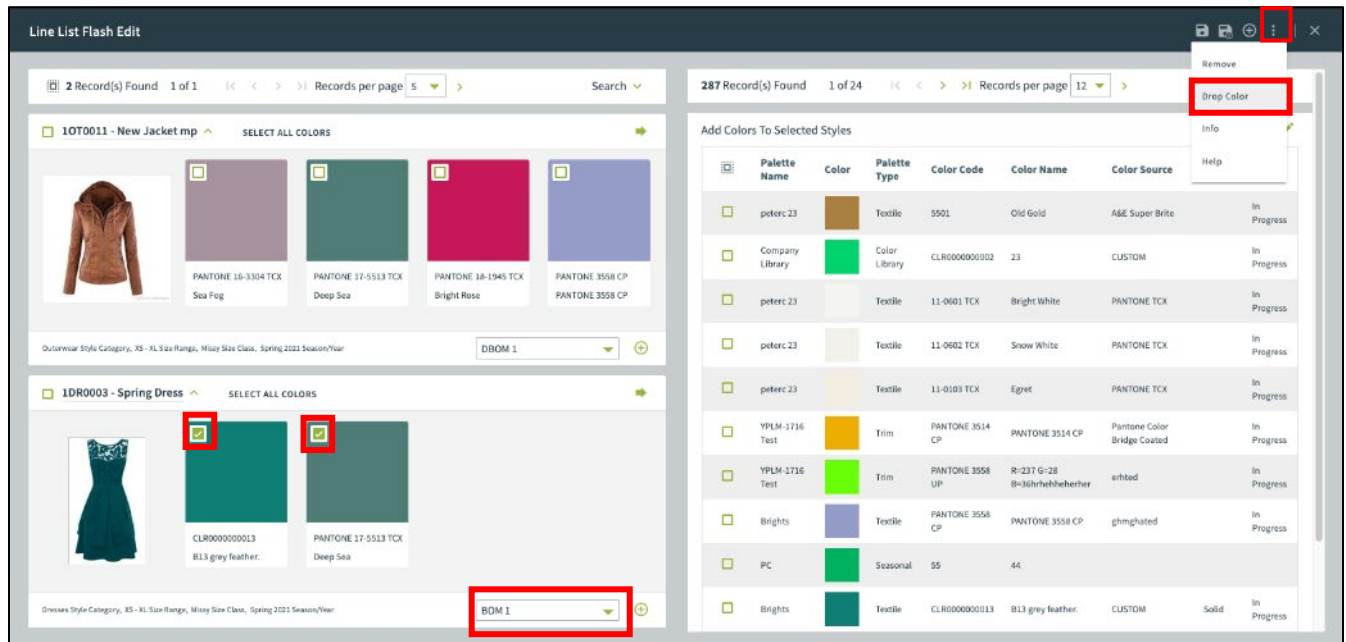 Line List Flash Edit
2 Record(s) Found 1 of 1 Records per page 5 Search
1OT0011 - New Jacket mp SELECT ALL COLORS
PANTONE 16-3304 TCX
Sea Fog
PANTONE 17-5513 TCX
Deep Sea
PANTONE 18-1945 TCX
Bright Rose
PANTONE 3558 CP
PANTONE 3558 CP
Outerwear Style Category, XS - XL Size Range, Missy Size Class, Spring 2021 Season/Year
DBOM 1
1DR0003 - Spring Dress SELECT ALL COLORS
CLR0000000013
B13 grey feather.
PANTONE 17-5513 TCX
Deep Sea
Dresses Style Category, XS - XL Size Range, Missy Size Class, Spring 2021 Season/Year
BOM 1
287 Record(s) Found 1 of 24 Records per page 12
Remove
Drop Color
Info
Help
Add Colors To Selected Styles
Palette Name Color Palette Type Color Code Color Name Color Source
peterc 23 Textile 5501 Old Gold A&E Super Brite In Progress
Company Library Color Library CLR0000000002 23 CUSTOM In Progress
peterc 23 Textile 11-0601 TCX Bright White PANTONE TCX In Progress
peterc 23 Textile 11-0602 TCX Snow White PANTONE TCX In Progress
peterc 23 Textile 11-0103 TCX Egret PANTONE TCX In Progress
YPLM-1716 Test Trim PANTONE 3514 CP PANTONE 3514 CP Pantone Color Bridge Coated In Progress
YPLM-1716 Test Trim PANTONE 3558 UP R=237 G=28 B=36hrhehheherher erhted In Progress
Brights Textile PANTONE 3558 CP PANTONE 3558 CP ghmghated In Progress
PC Seasonal 55 44
Brights Textile CLR0000000013 B13 grey feather. CUSTOM Solid In Progress